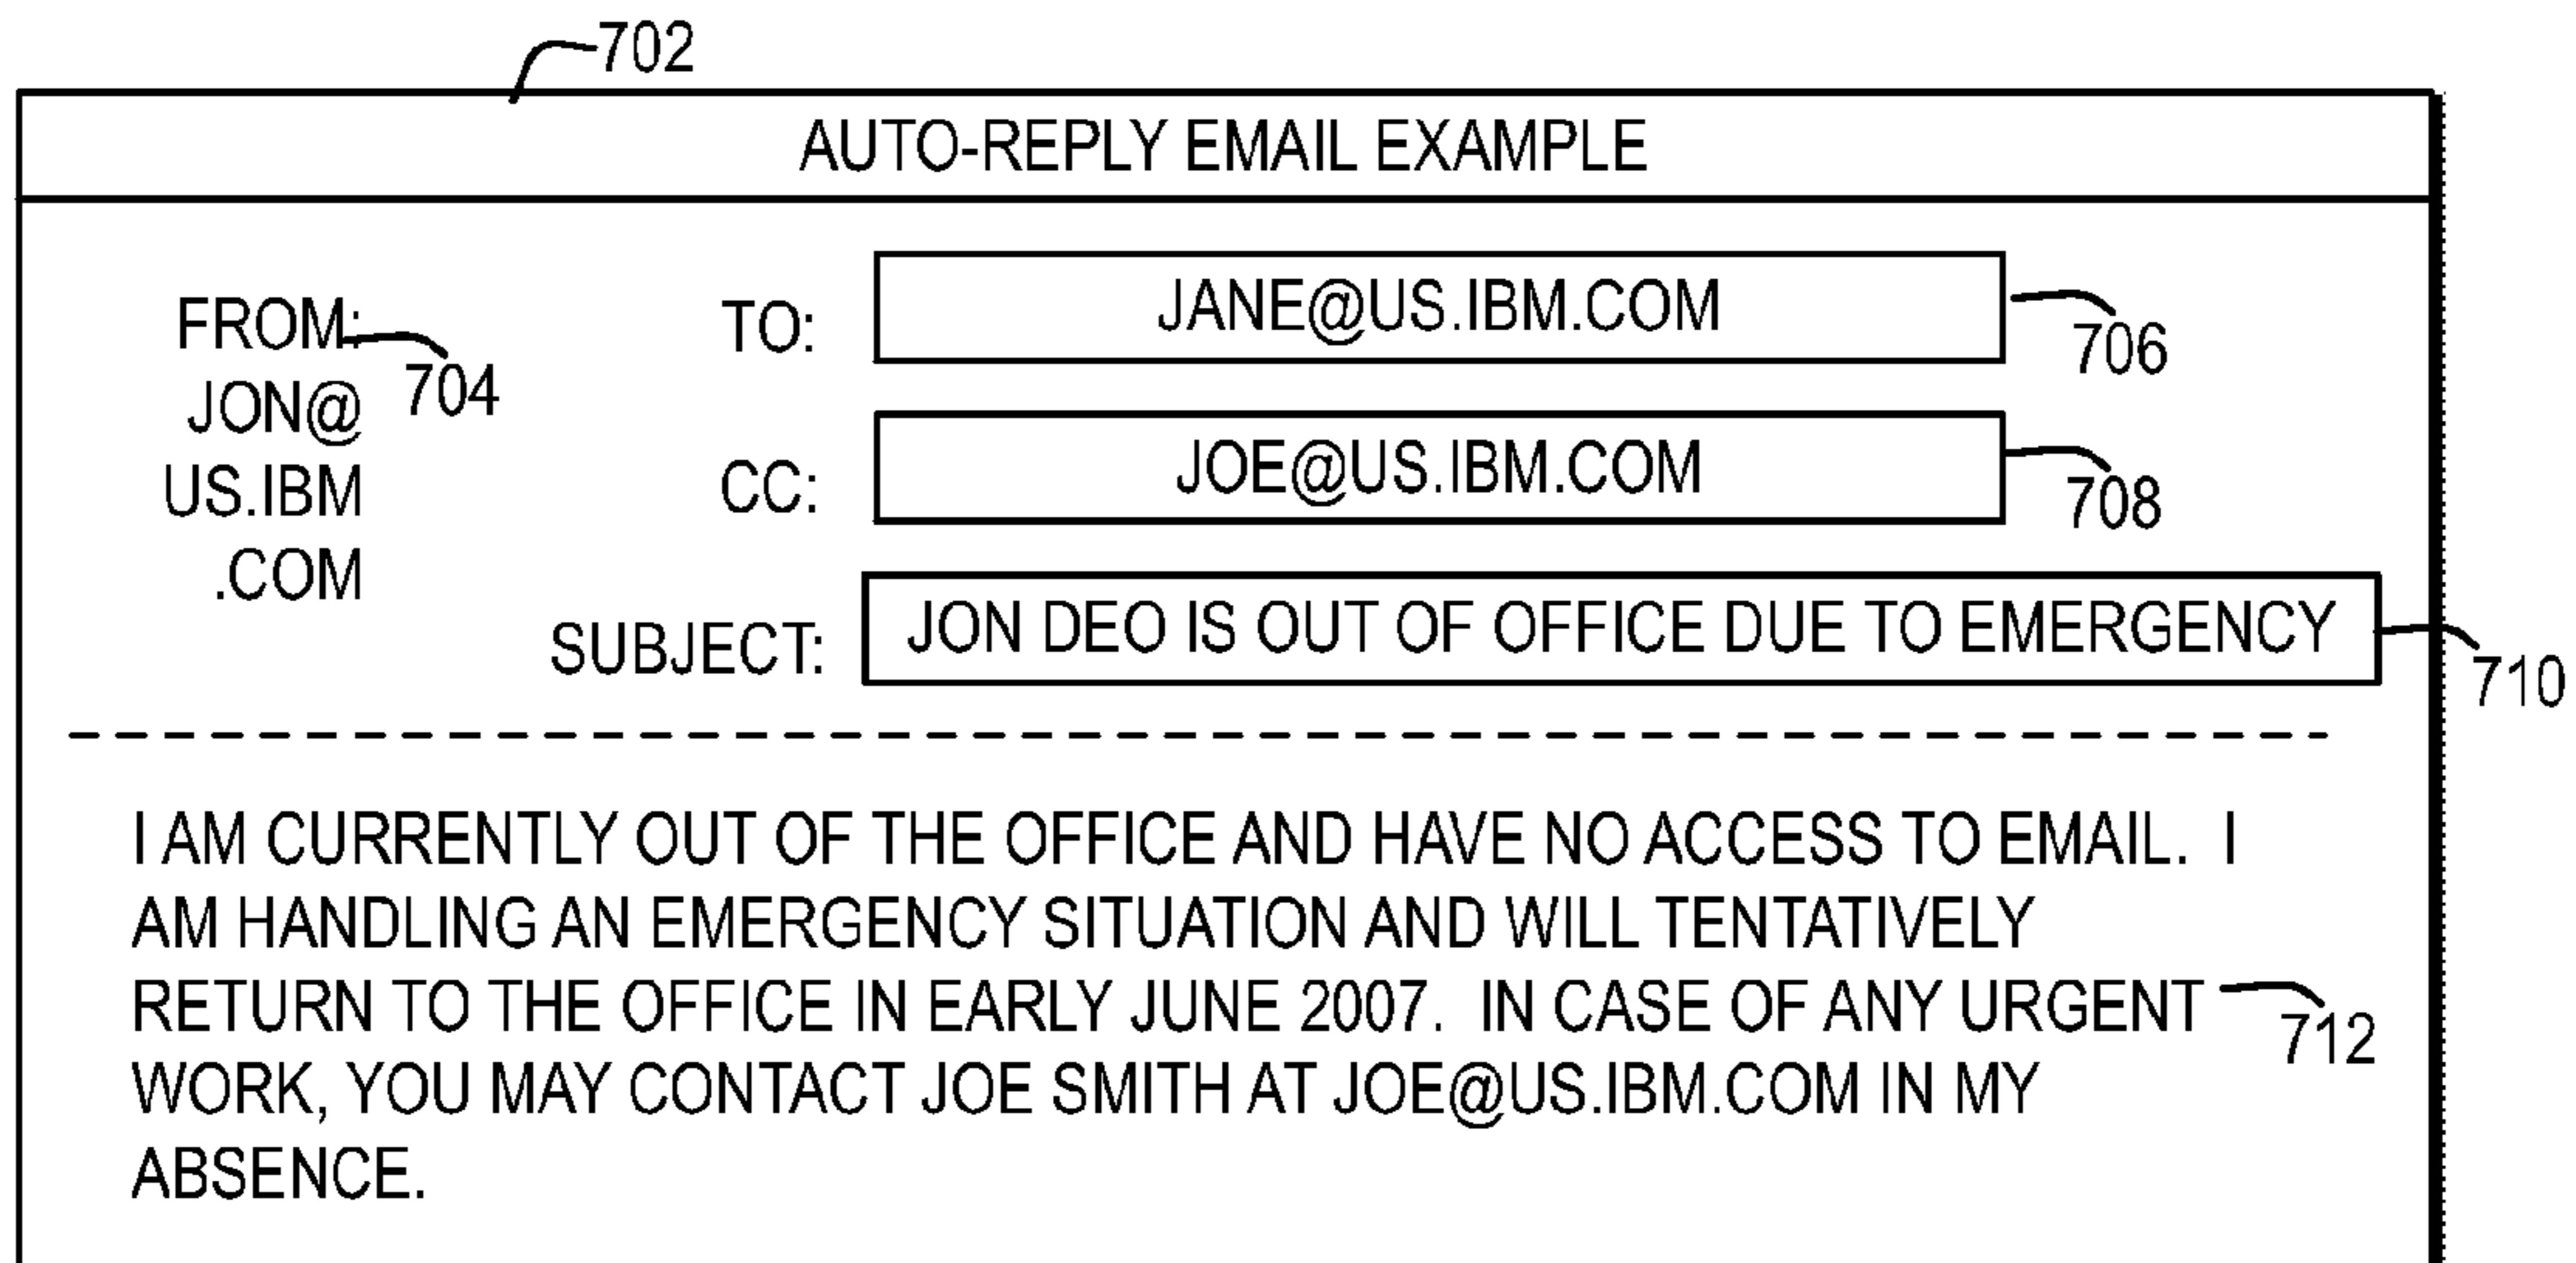 702
AUTO-REPLY EMAIL EXAMPLE
FROM:
JON@
US.IBM
.COM
704
TO:
JANE@US.IBM.COM
706
CC:
JOE@US.IBM.COM
708
SUBJECT:
JON DEO IS OUT OF OFFICE DUE TO EMERGENCY
710
I AM CURRENTLY OUT OF THE OFFICE AND HAVE NO ACCESS TO EMAIL. I
AM HANDLING AN EMERGENCY SITUATION AND WILL TENTATIVELY
RETURN TO THE OFFICE IN EARLY JUNE 2007. IN CASE OF ANY URGENT
712
WORK, YOU MAY CONTACT JOE SMITH AT JOE@US.IBM.COM IN MY
ABSENCE.